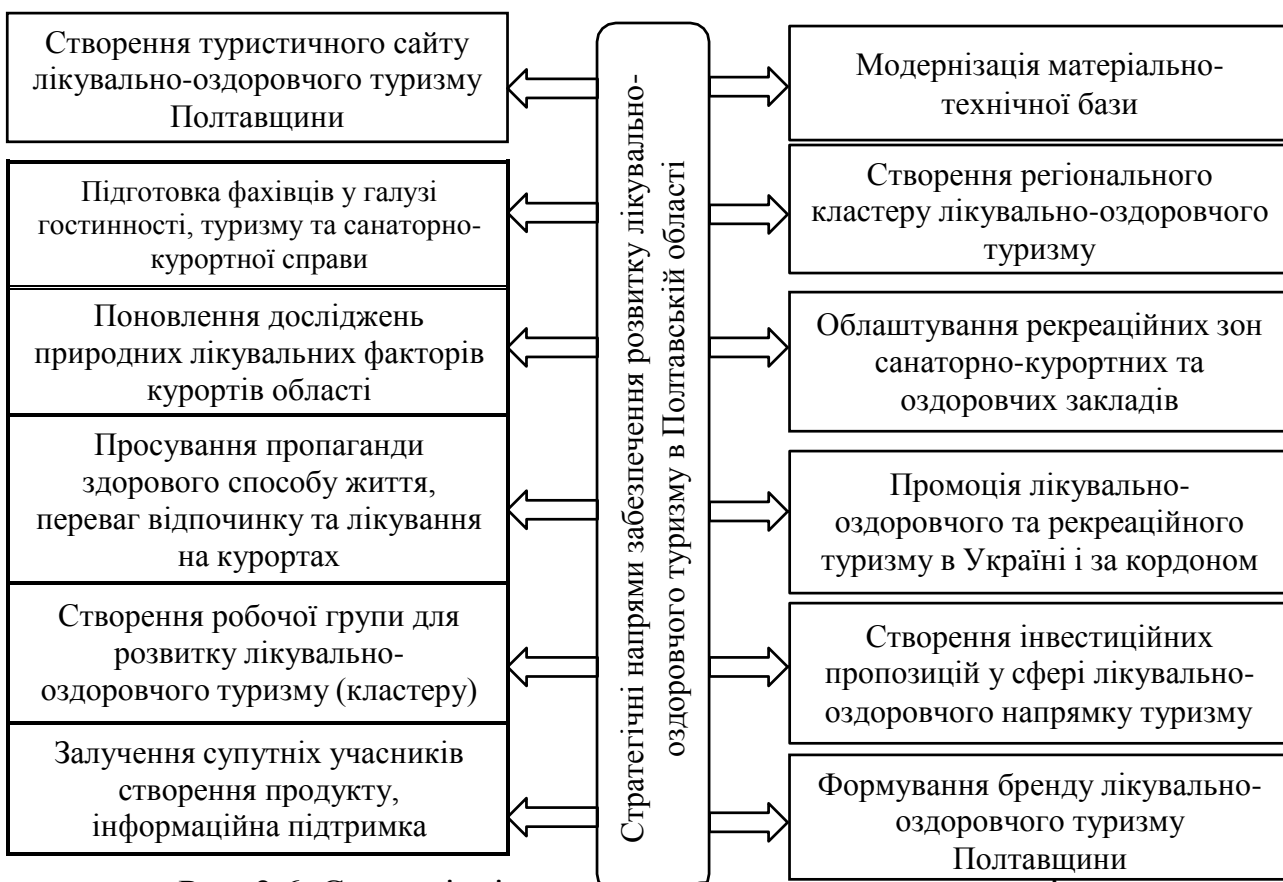 Створення туристичного сайту
лікувально-оздоровчого туризму
Полтавщини
Підготовка фахівців у галузі
гостинності, туризму та санаторно-
курортної справи
Поновлення досліджень
природних лікувальних факторів
курортів області
Просування пропаганди
здорового способу життя,
переваг відпочинку та лікування
на курортах
Створення робочої групи для
розвитку лікувально-
оздоровчого туризму (кластеру)
Залучення супутніх учасників
створення продукту,
інформаційна підтримка
Стратегічні напрями забезпечення розвитку лікувально-
оздоровчого туризму в Полтавській області
Модернізація матеріально-
технічної бази
Створення регіонального
кластеру лікувально-оздоровчого
туризму
Облаштування рекреаційних зон
санаторно-курортних та
оздоровчих закладів
Промоція лікувально-
оздоровчого та рекреаційного
туризму в Україні і за кордоном
Створення інвестиційних
пропозицій у сфері лікувально-
оздоровчого напрямку туризму
Формування бренду лікувально-
оздоровчого туризму
Полтавщини